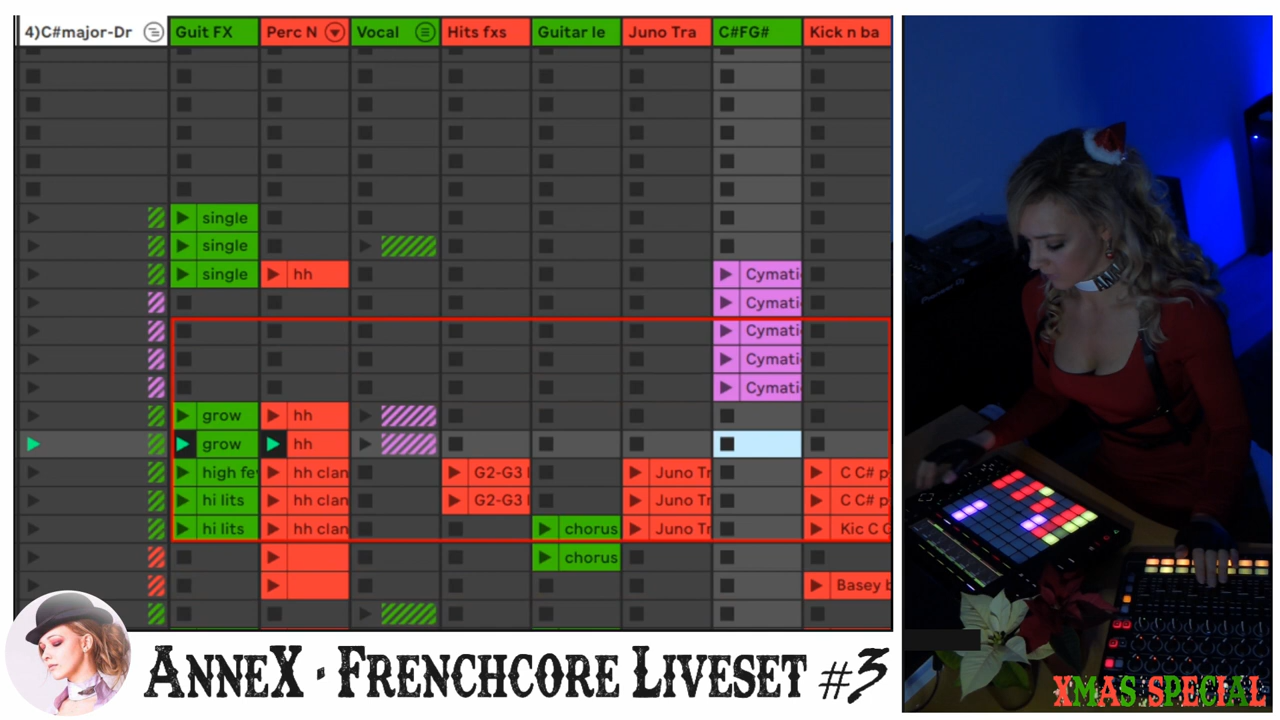 4)C#major-Dr Guit FX Perc N Vocal Hits fxs Guitar le Juno Tra C#FG# Kick n ba
single
single
single hh Cymati
Cymati
Cymati
Cymati
Cymati
grow hh
grow hh
high fe hh clan G2-G3 Juno Tr C C# p
hi lits hh clan G2-G3 Juno Tr C C# p
hi lits hh clan chorus Juno Tr Kic C
chorus
Basey b
AnneX · Frenchcore Liveset #3
XMAS SPECIAL